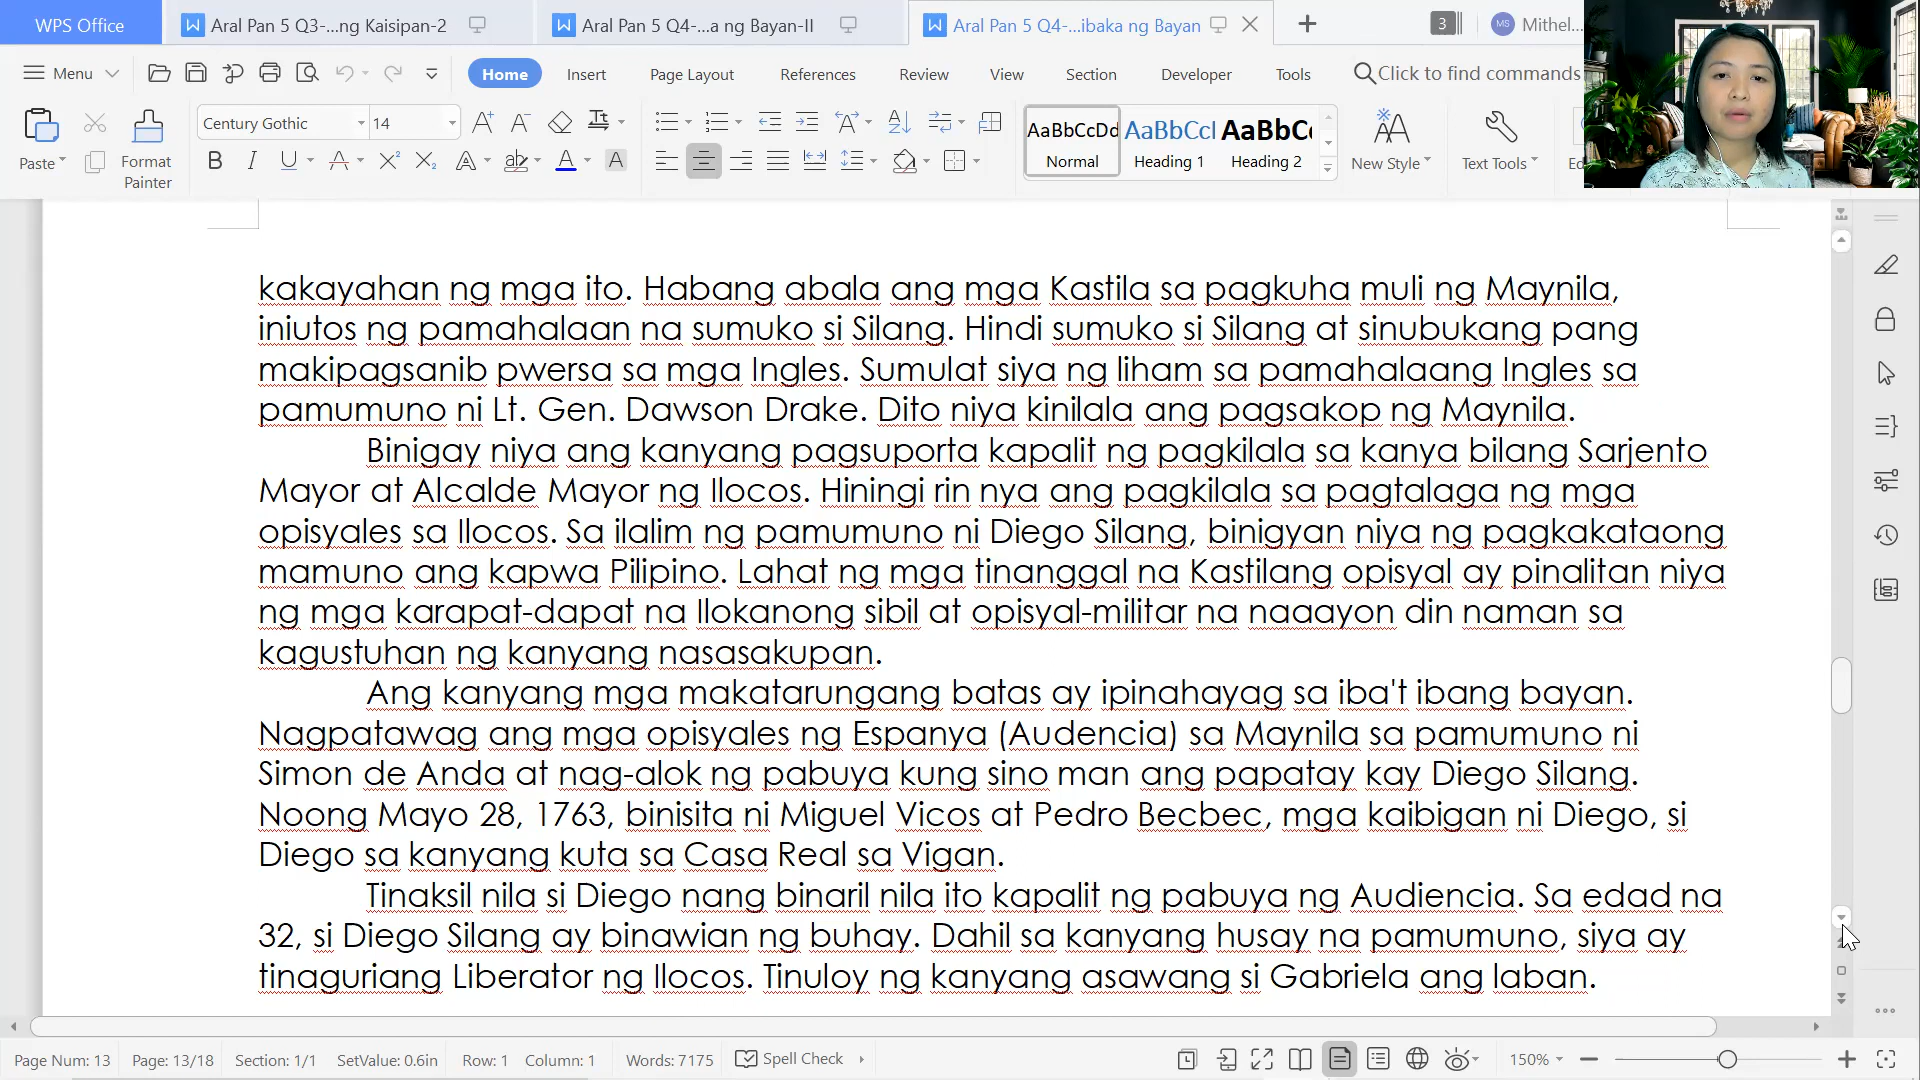 WPS Office
Aral Pan 5 Q3-...ng Kaisipan-2
Aral Pan 5 Q4-...a ng Bayan-II
Aral Pan 5 Q4-...ibaka ng Bayan
3
MS
Mithel...
Menu
Home
Insert
Page Layout
References
Review
View
Section
Developer
Tools
Click to find commands
Paste
Format
Painter
Century Gothic
14
AaBbCcDd
Normal
AaBbCcI
Heading 1
AaBbC
Heading 2
New Style
Text Tools
kakayahan ng mga ito. Habang abala ang mga Kastila sa pagkuha muli ng Maynila,
iniutos ng pamahalaan na sumuko si Silang. Hindi sumuko si Silang at sinubukang pang
makipagsanib pwersa sa mga Ingles. Sumulat siya ng liham sa pamahalaang Ingles sa
pamumuno ni Lt. Gen. Dawson Drake. Dito niya kinilala ang pagsakop ng Maynila.
Binigay niya ang kanyang pagsuporta kapalit ng pagkilala sa kanya bilang Sarjento
Mayor at Alcalde Mayor ng Ilocos. Hiningi rin nya ang pagkilala sa pagtalaga ng mga
opisyales sa Ilocos. Sa ilalim ng pamumuno ni Diego Silang, binigyan niya ng pagkakataong
mamuno ang kapwa Pilipino. Lahat ng mga tinanggal na Kastilang opisyal ay pinalitan niya
ng mga karapat-dapat na Ilokanong sibil at opisyal-militar na naaayon din naman sa
kagustuhan ng kanyang nasasakupan.
Ang kanyang mga makatarungang batas ay ipinahayag sa iba't ibang bayan.
Nagpatawag ang mga opisyales ng Espanya (Audencia) sa Maynila sa pamumuno ni
Simon de Anda at nag-alok ng pabuya kung sino man ang papatay kay Diego Silang.
Noong Mayo 28, 1763, binisita ni Miguel Vicos at Pedro Becbec, mga kaibigan ni Diego, si
Diego sa kanyang kuta sa Casa Real sa Vigan.
Tinaksil nila si Diego nang binaril nila ito kapalit ng pabuya ng Audiencia. Sa edad na
32, si Diego Silang ay binawian ng buhay. Dahil sa kanyang husay na pamumuno, siya ay
tinaguriang Liberator ng Ilocos. Tinuloy ng kanyang asawang si Gabriela ang laban.
Page Num: 13
Page: 13/18
Section: 1/1
SetValue: 0.6in
Row: 1
Column: 1
Words: 7175
Spell Check
150%